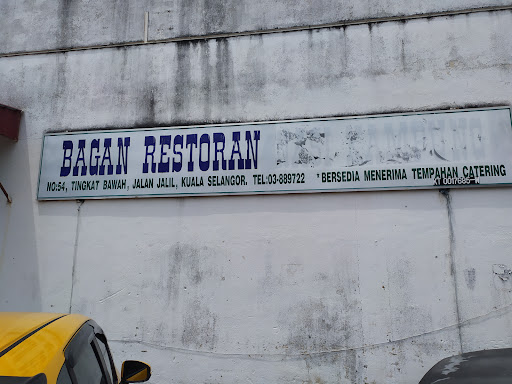 BAGAN RESTORAN
NO:54, TINGKAT BAWAH, JALAN JALIL, KUALA SELANGOR. TEL:03-889722 *BERSEDIA MENERIMA TEMPAHAN CATERING